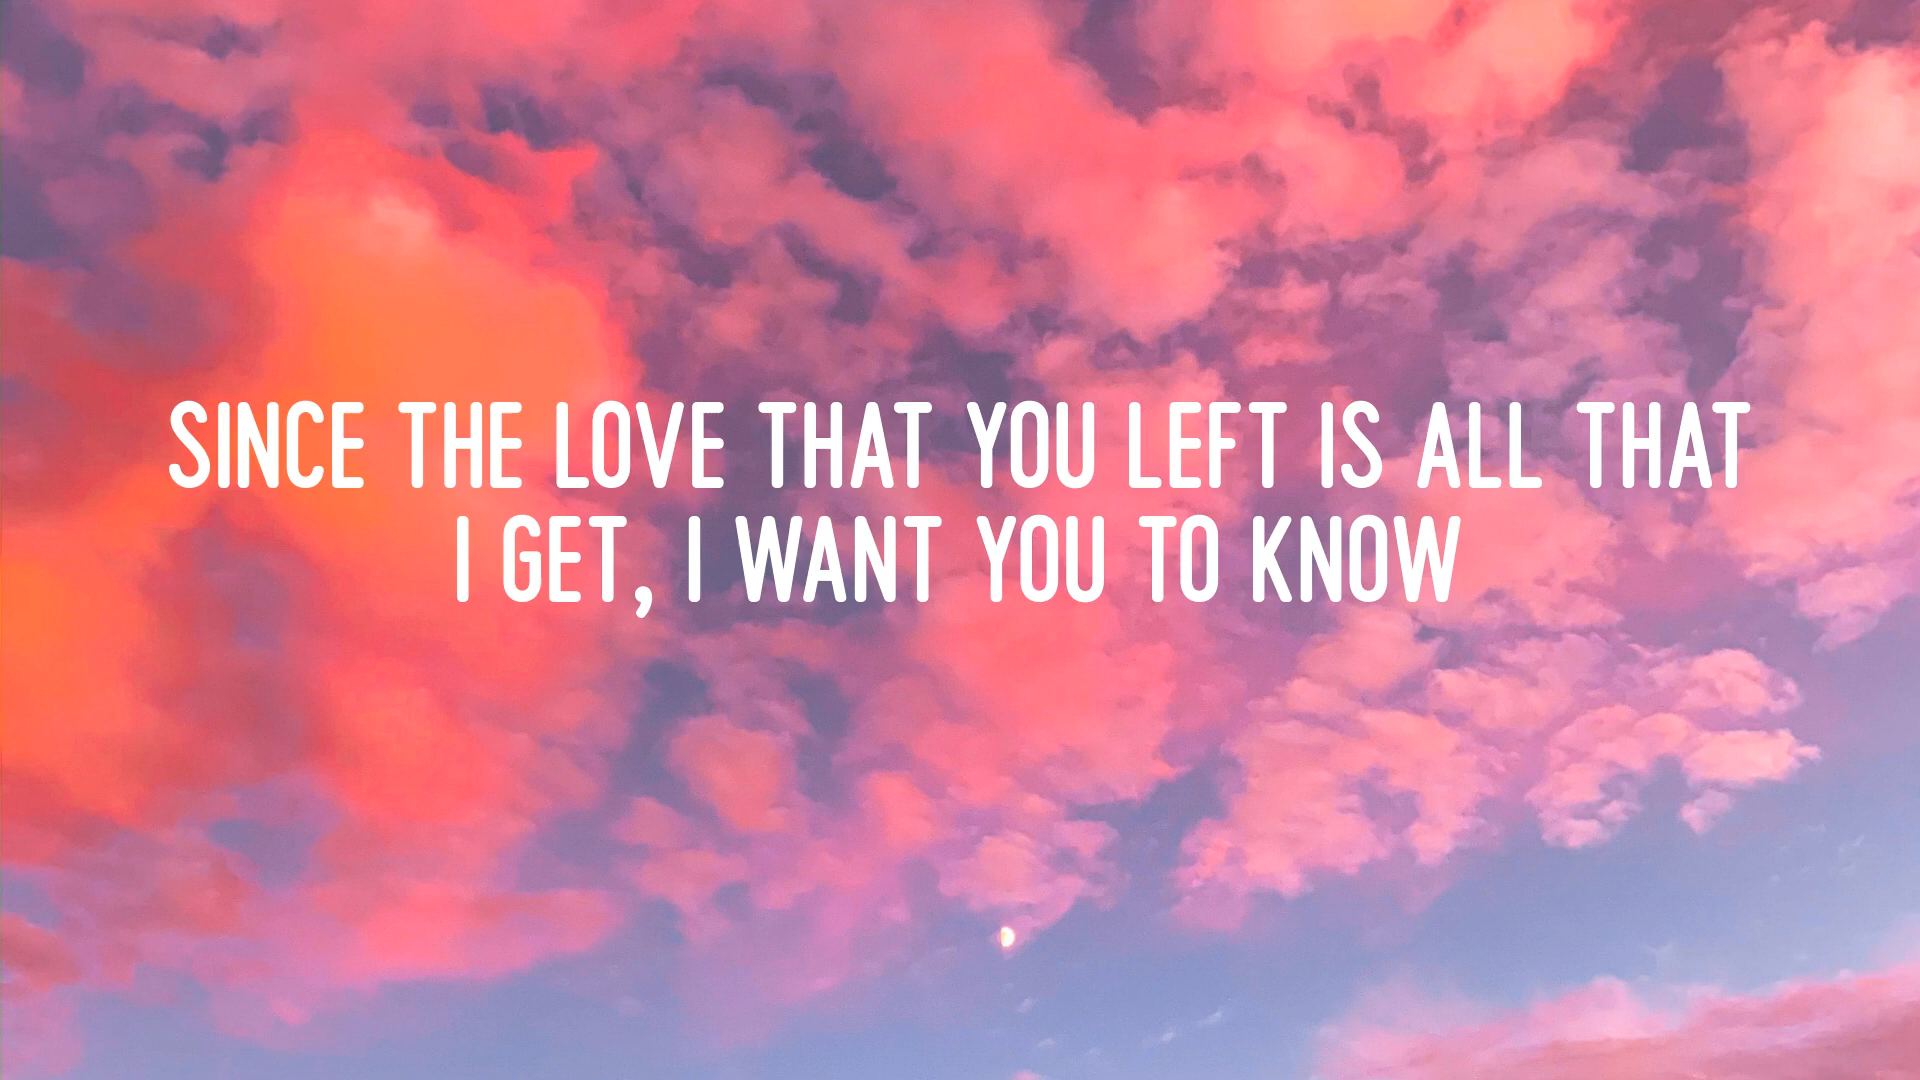 SINCE THE LOVE THAT YOU LEFT IS ALL THAT
I GET, I WANT YOU TO KNOW